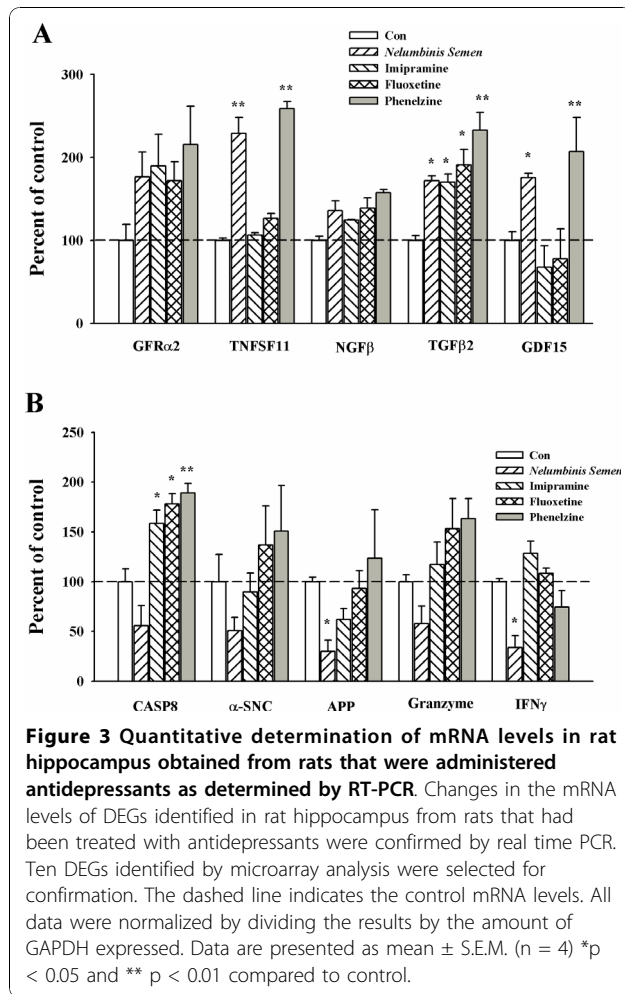 A
Con
Nelumbinis Semen
Imipramine
Fluoxetine
Phenelzine
Percent of control
300
200
100
0
** ** * * * ** * **
GFRα2 TNFSF11 NGFβ TGFβ2 GDF15
B
Con
Nelumbinis Semen
Imipramine
Fluoxetine
Phenelzine
Percent of control
250
200
150
100
50
0
* * ** * *
CASP8 α-SNC APP Granzyme IFNγ
Figure 3 Quantitative determination of mRNA levels in rat
hippocampus obtained from rats that were administered
antidepressants as determined by RT-PCR. Changes in the mRNA
levels of DEGs identified in rat hippocampus from rats that had
been treated with antidepressants were confirmed by real time PCR.
Ten DEGs identified by microarray analysis were selected for
confirmation. The dashed line indicates the control mRNA levels. All
data were normalized by dividing the results by the amount of
GAPDH expressed. Data are presented as mean ± S.E.M. (n = 4) *p
< 0.05 and ** p < 0.01 compared to control.